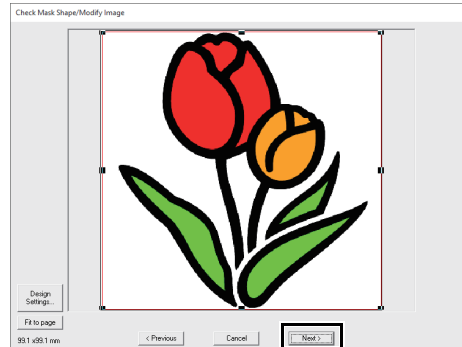 Check Mask Shape/Modify Image
Design
Settings...
Fit to page
99.1 x99.1 mm
< Previous
Cancel
Next >